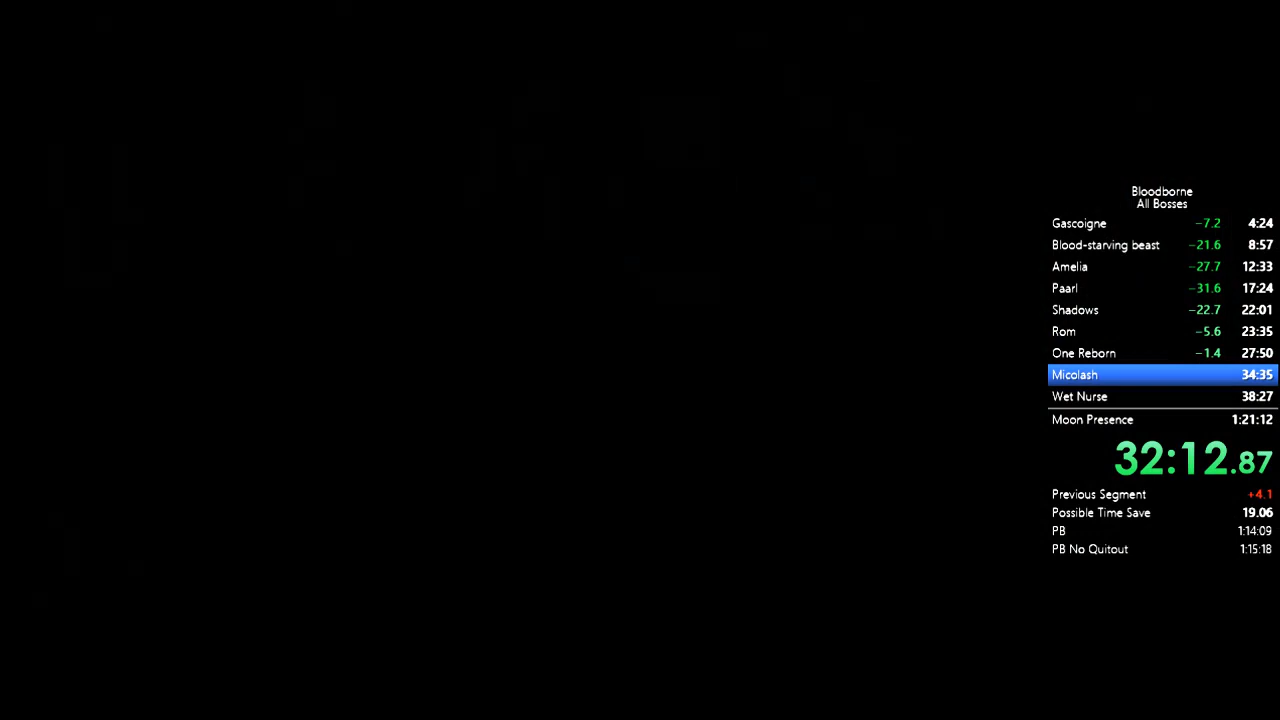 Bloodborne
All Bosses
Gascoigne −7.2 4:24
Blood-starving beast −21.6 8:57
Amelia −27.7 12:33
Paarl −31.6 17:24
Shadows −22.7 22:01
Rom −5.6 23:35
One Reborn −1.4 27:50
Micolash 34:35
Wet Nurse 38:27
Moon Presence 1:21:12
32:12.87
Previous Segment +4.1
Possible Time Save 19.06
PB 1:14:09
PB No Quitout 1:15:18